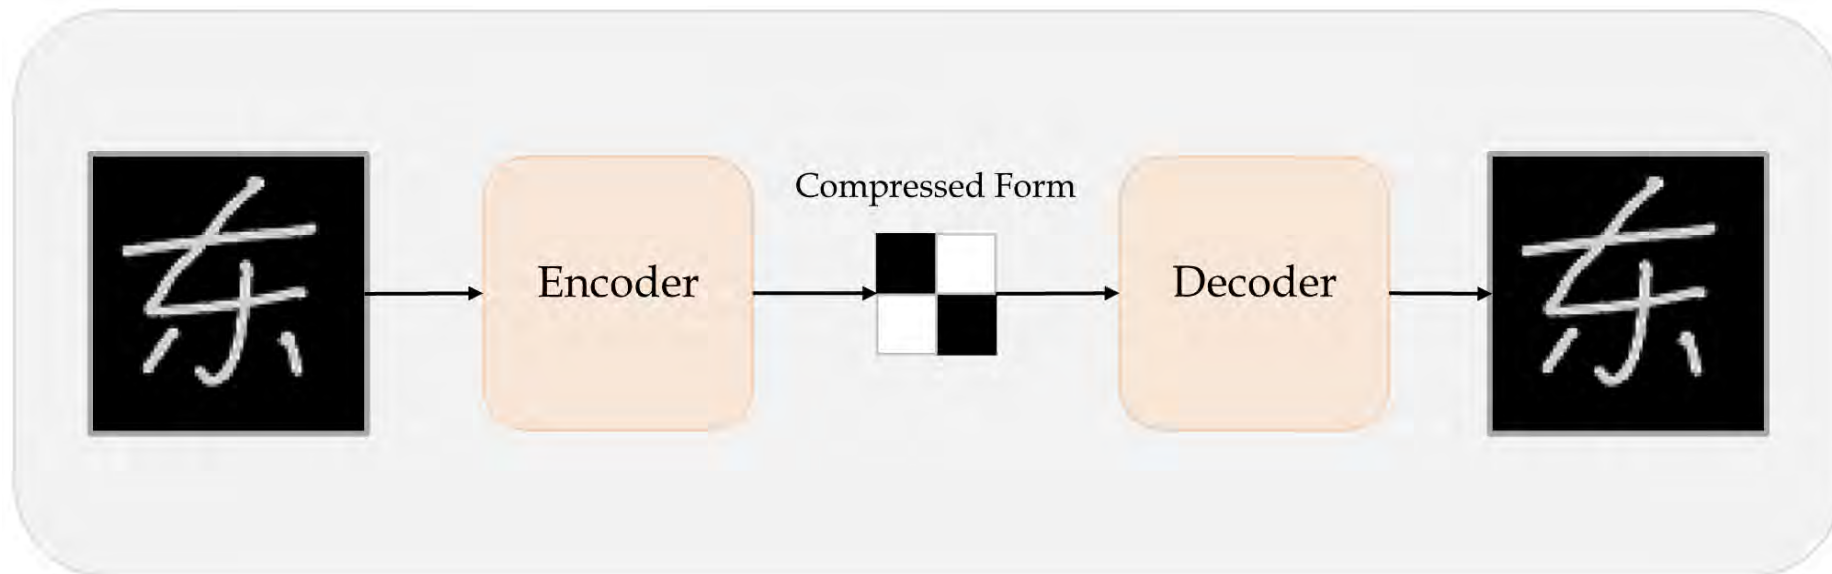 东
Encoder
Compressed Form
Decoder
东